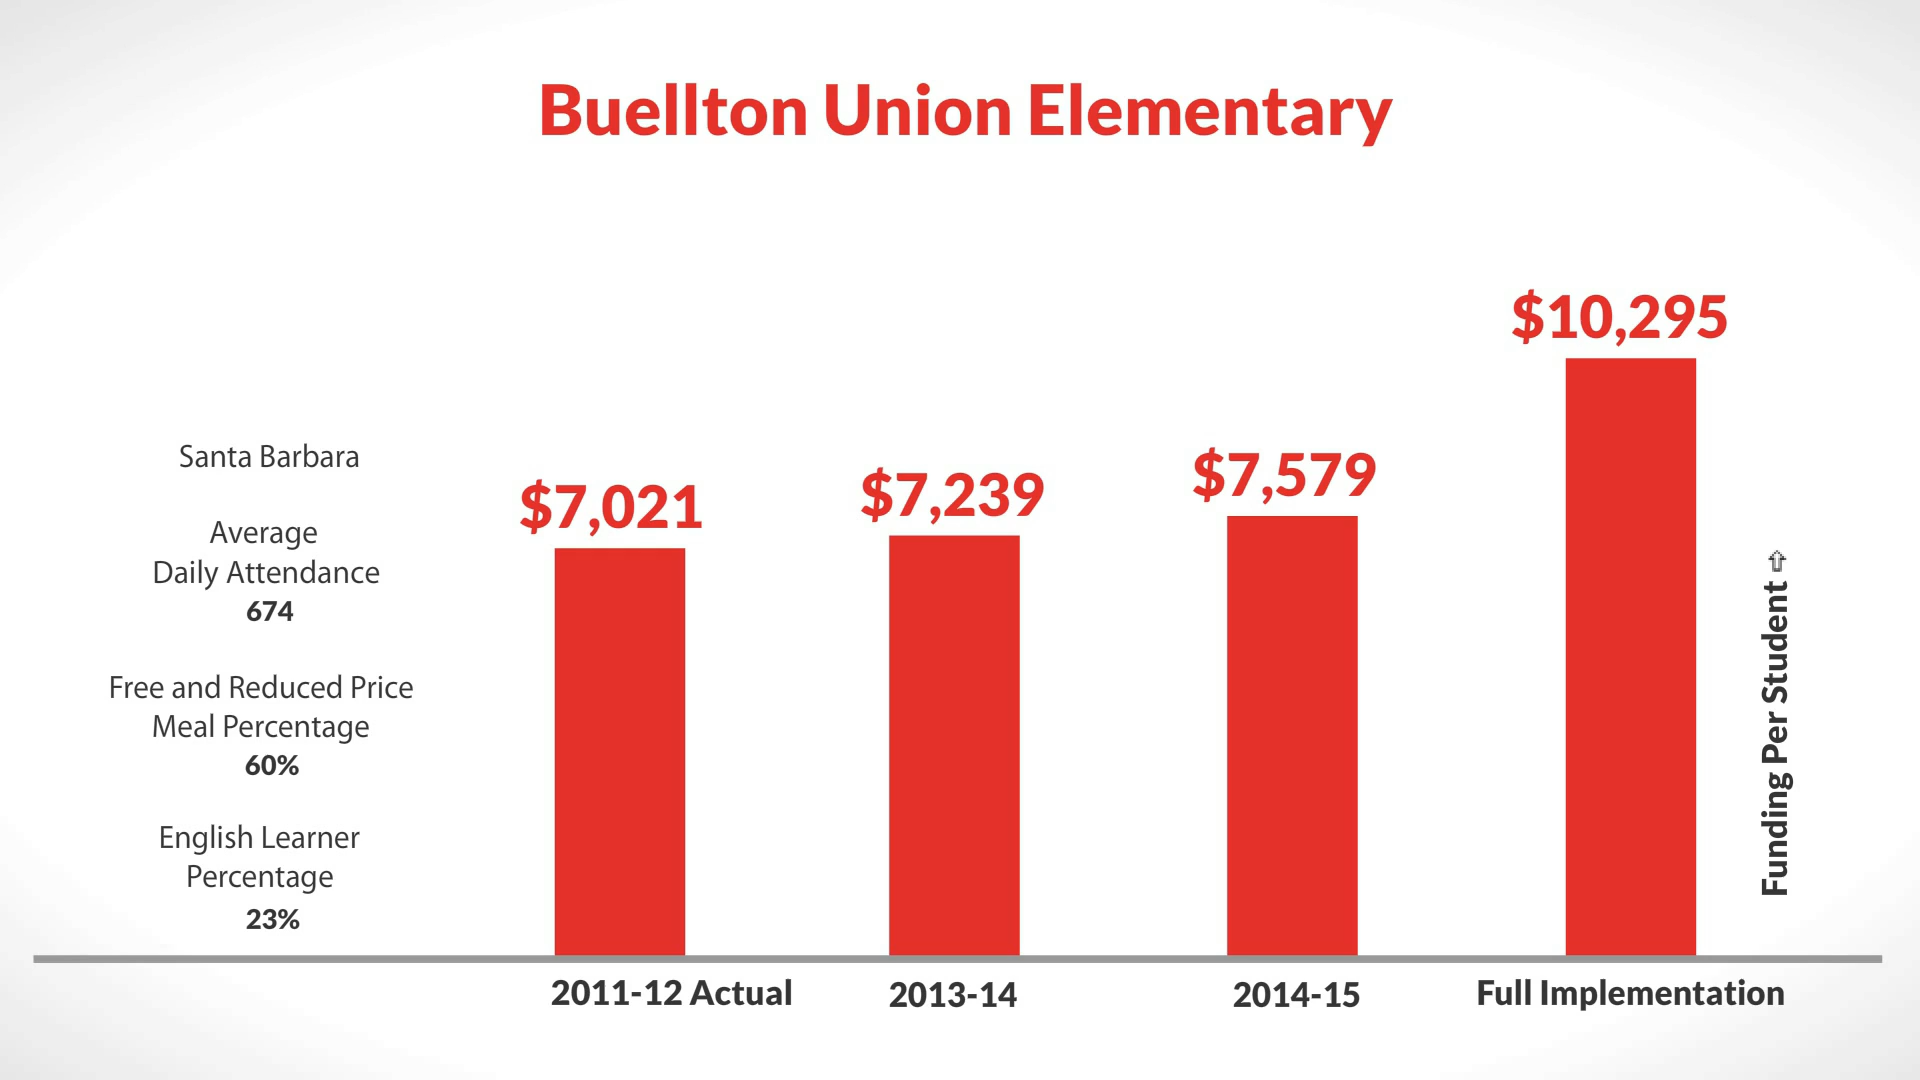 Buellton Union Elementary
Santa Barbara
Average
Daily Attendance
674
Free and Reduced Price
Meal Percentage
60%
English Learner
Percentage
23%
$7,021
$7,239
$7,579
$10,295
2011-12 Actual
2013-14
2014-15
Full Implementation
Funding Per Student ⇧